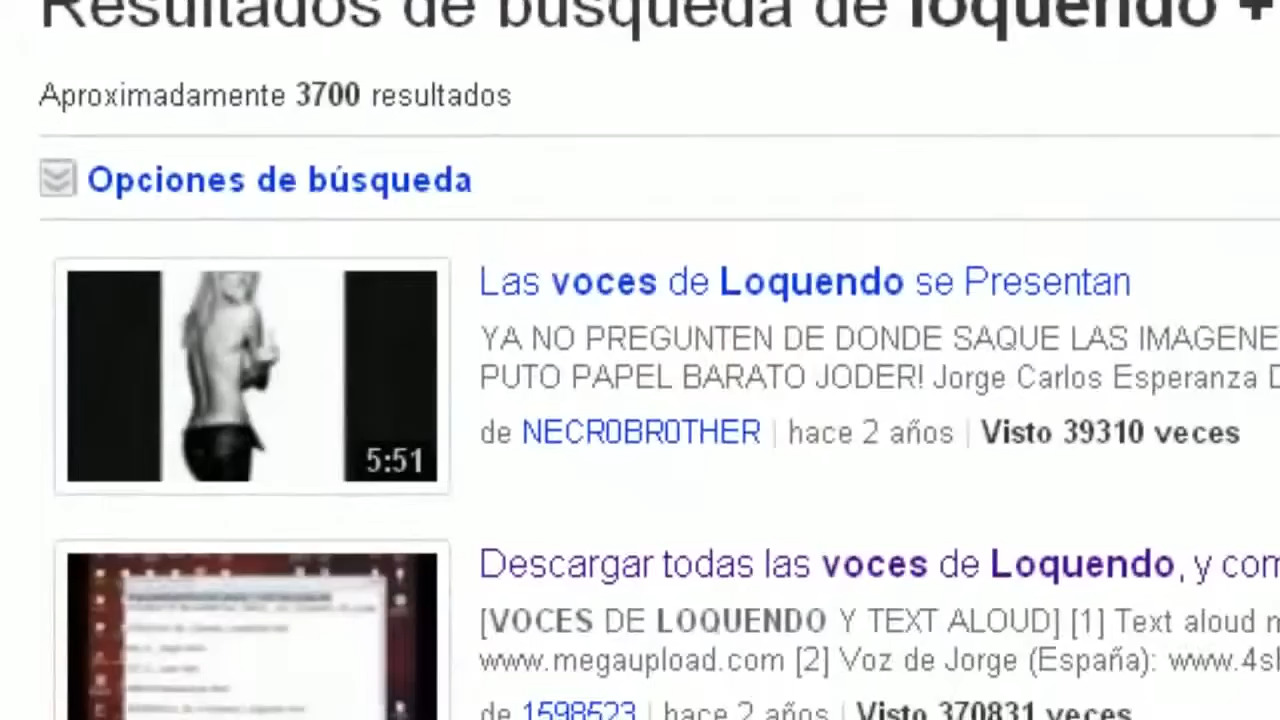 Resultados de búsqueda de loquendo +
Aproximadamente 3700 resultados
Opciones de búsqueda
Las voces de Loquendo se Presentan
YA NO PREGUNTEN DE DONDE SAQUE LAS IMAGENE
PUTO PAPEL BARATO JODER! Jorge Carlos Esperanza D
de NECR0BR0THER | hace 2 años | Visto 39310 veces
5:51
Descargar todas las voces de Loquendo, y com
[VOCES DE LOQUENDO Y TEXT ALOUD] [1] Text aloud m
www.megaupload.com [2] Voz de Jorge (España): www.4sh
de 1598523 | hace 2 años | Visto 370831 veces